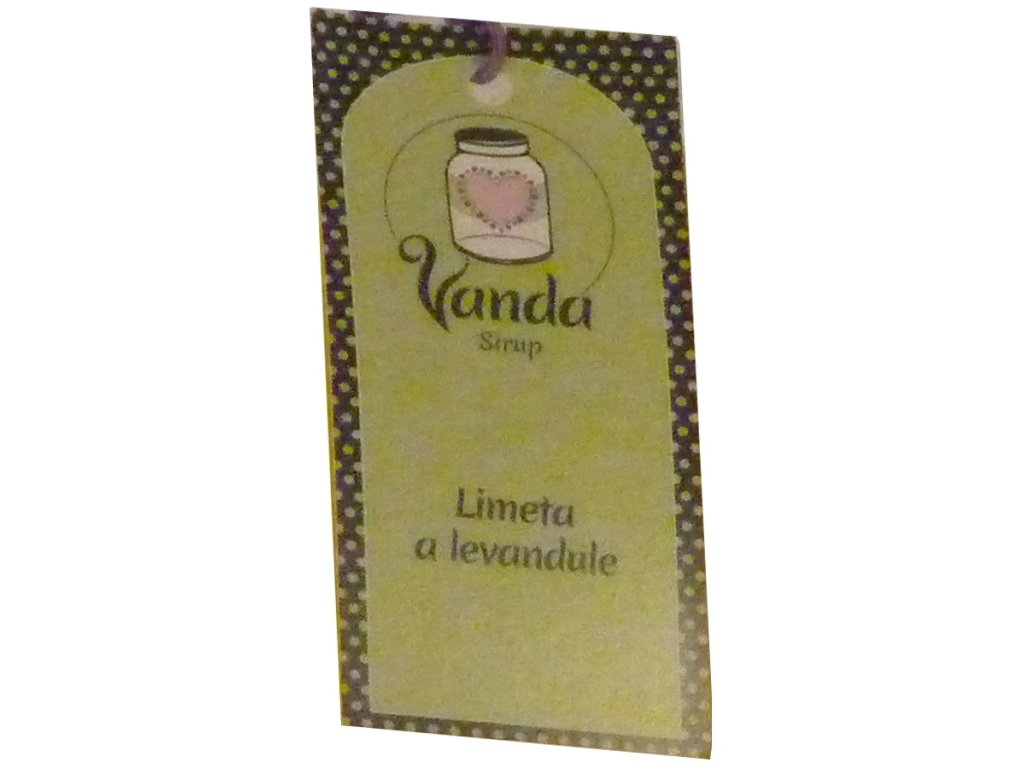 Vanda
Sirup
Limeta
a levandule